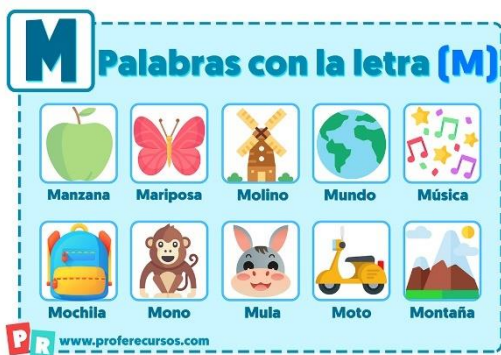 M
Palabras con la letra (M)
Manzana Mariposa Molino Mundo Música
Mochila Mono Mula Moto Montaña
PR www.proferecursos.com